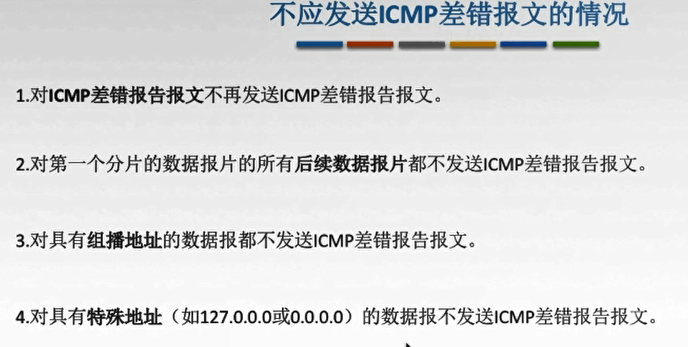 不应发送ICMP差错报文的情况
1.对ICMP差错报告报文不再发送ICMP差错报告报文。
2.对第一个分片的数据报片的所有后续数据报片都不发送ICMP差错报告报文。
3.对具有组播地址的数据报都不发送ICMP差错报告报文。
4.对具有特殊地址（如127.0.0.0或0.0.0.0）的数据报不发送ICMP差错报告报文。